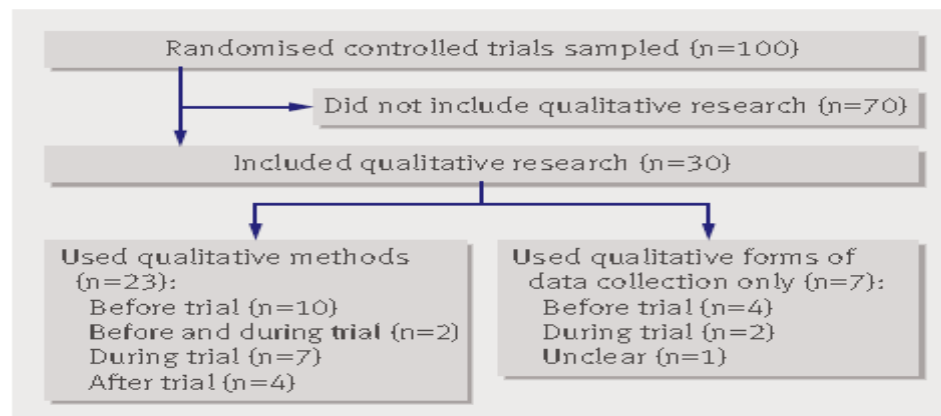 Randomised controlled trials sampled (n=100)
Did not include qualitative research (n=70)
Included qualitative research (n=30)
Used qualitative methods
(n=23):
Before trial (n=10)
Before and during trial (n=2)
During trial (n=7)
After trial (n=4)
Used qualitative forms of
data collection only (n=7):
Before trial (n=4)
During trial (n=2)
Unclear (n=1)